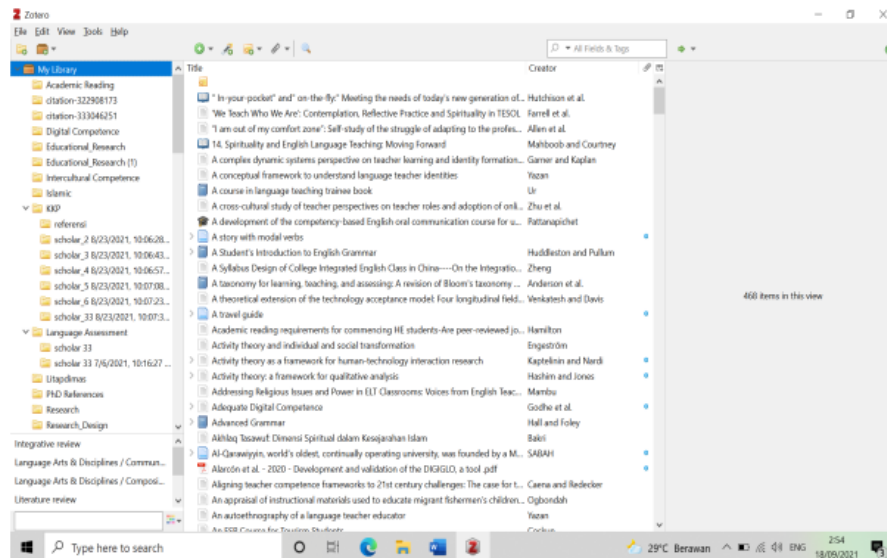 Zotero
File Edit View Tools Help
All Fields & Tags
My Library
Academic Reading
citation-322908173
citation-333046251
Digital Competence
Educational_Research
Educational_Research (1)
Intercultural Competence
Islamic
KKP
referensi
scholar_2 8/23/2021, 10:06:28...
scholar_3 8/23/2021, 10:06:43...
scholar_4 8/23/2021, 10:06:57...
scholar_5 8/23/2021, 10:07:08...
scholar_6 8/23/2021, 10:07:23...
scholar_33 8/23/2021, 10:07:3...
Language Assessment
scholar 33
scholar 33 7/6/2021, 10:16:27 ...
Litapdimas
PhD References
Research
Research_Design
Integrative review
Language Arts & Disciplines / Commun...
Language Arts & Disciplines / Composi...
Literature review
Title Creator
" In-your-pocket" and" on-the-fly:" Meeting the needs of today's new generation of... Hutchison et al.
'We Teach Who We Are': Contemplation, Reflective Practice and Spirituality in TESOL Farrell et al.
"I am out of my comfort zone": Self-study of the struggle of adapting to the profes... Allen et al.
14. Spirituality and English Language Teaching: Moving Forward Mahboob and Courtney
A complex dynamic systems perspective on teacher learning and identity formation... Garner and Kaplan
A conceptual framework to understand language teacher identities Yazan
A course in language teaching trainee book Ur
A cross-cultural study of teacher perspectives on teacher roles and adoption of onli... Zhu et al.
A development of the competency-based English oral communication course for u... Pattanapichet
A story with modal verbs
A Student's Introduction to English Grammar Huddleston and Pullum
A Syllabus Design of College Integrated English Class in China----On the Integratio... Zheng
A taxonomy for learning, teaching, and assessing: A revision of Bloom's taxonomy ... Anderson et al.
A theoretical extension of the technology acceptance model: Four longitudinal field... Venkatesh and Davis
A travel guide
Academic reading requirements for commencing HE students-Are peer-reviewed jo... Hamilton
Activity theory and individual and social transformation Engeström
Activity theory as a framework for human-technology interaction research Kaptelinin and Nardi
Activity theory: a framework for qualitative analysis Hashim and Jones
Addressing Religious Issues and Power in ELT Classrooms: Voices from English Teac... Mambu
Adequate Digital Competence Godhe et al.
Advanced Grammar Hall and Foley
Akhlaq Tasawuf: Dimensi Spiritual dalam Kesejarahan Islam Bakri
Al-Qarawiyyin, world's oldest, continually operating university, was founded by a M... SABAH
Alarcón et al. - 2020 - Development and validation of the DIGIGLO, a tool .pdf
Aligning teacher competence frameworks to 21st century challenges: The case for t... Caena and Redecker
An appraisal of instructional materials used to educate migrant fishermen's children... Ogbondah
An autoethnography of a language teacher educator Yazan
An ESP Course for Tourism Students
468 items in this view
Type here to search
29°C Berawan
ENG
2:54
18/09/2021